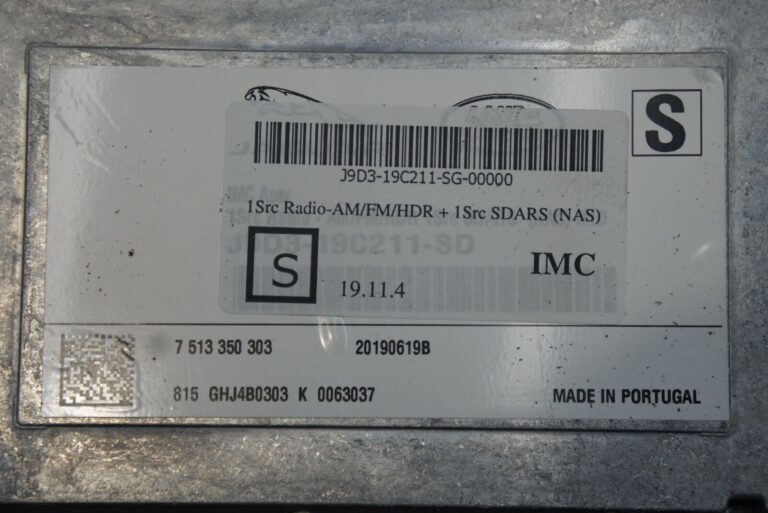 S
J9D3-19C211-SG-00000
1Src Radio-AM/FM/HDR + 1Src SDARS (NAS)
J9D3-19C211-SD
S
19.11.4
IMC
7 513 350 303
20190619B
815 GHJ4B0303 K 0063037
MADE IN PORTUGAL